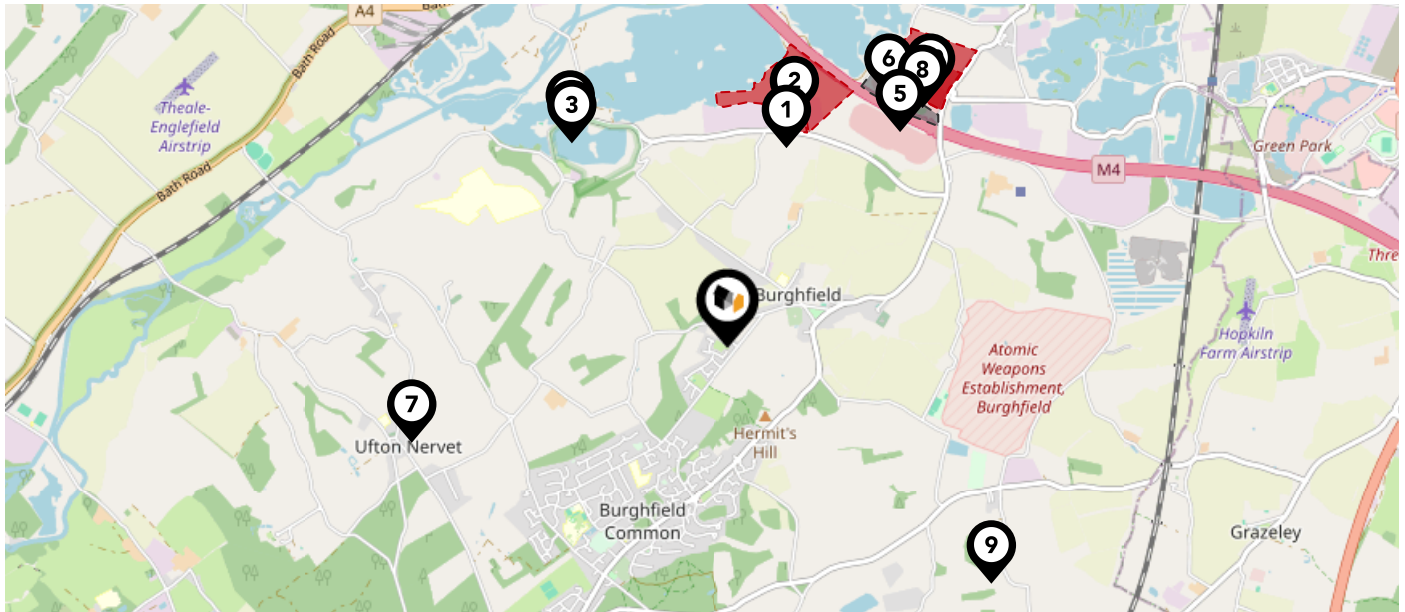 A4
Bath
Bath Road
Theale-
Englefield
Airstrip
Bath Road
3
2
1
6
8
5
Green Park
M4
Thre
Burghfield
Hopkiln
Farm Airstrip
Atomic
Weapons
Establishment,
Burghfield
7
Ufton Nervet
Hermit's
Hill
Burghfield
Common
Grazeley
9